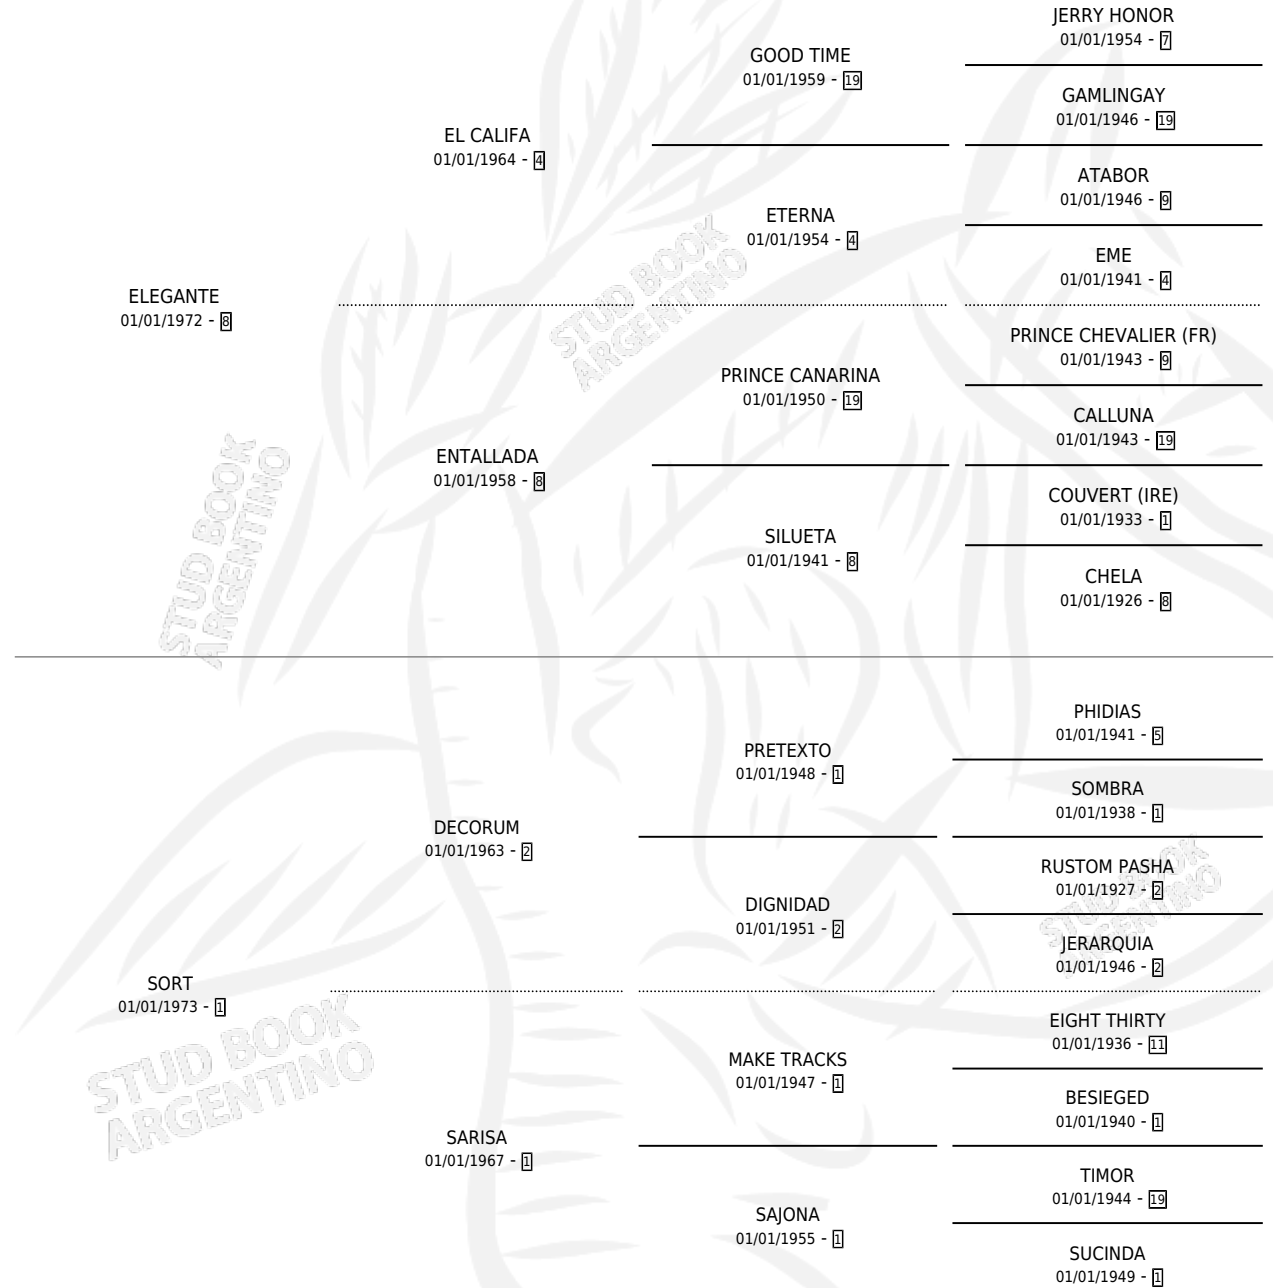 JERRY HONOR
01/01/1954 - 7
GOOD TIME
01/01/1959 - 19
GAMLINGAY
01/01/1946 - 19
EL CALIFA
01/01/1964 - 4
ATABOR
01/01/1946 - 9
ETERNA
01/01/1954 - 4
EME
01/01/1941 - 4
ELEGANTE
01/01/1972 - 8
PRINCE CHEVALIER (FR)
01/01/1943 - 9
PRINCE CANARINA
01/01/1950 - 19
CALLUNA
01/01/1943 - 19
ENTALLADA
01/01/1958 - 8
COUVERT (IRE)
01/01/1933 - 1
SILUETA
01/01/1941 - 8
CHELA
01/01/1926 - 8
STUD BOOK
ARGENTINO
STUD BOOK
ARGENTINO
PHIDIAS
01/01/1941 - 5
PRETEXTO
01/01/1948 - 1
SOMBRA
01/01/1938 - 1
DECORUM
01/01/1963 - 2
RUSTOM PASHA
01/01/1927 - 2
DIGNIDAD
01/01/1951 - 2
JERARQUIA
01/01/1946 - 2
STUD BOOK
ARGENTINO
SORT
01/01/1973 - 1
EIGHT THIRTY
01/01/1936 - 11
MAKE TRACKS
01/01/1947 - 1
BESIEGED
01/01/1940 - 1
STUD BOOK
ARGENTINO
SARISA
01/01/1967 - 1
TIMOR
01/01/1944 - 19
SAJONA
01/01/1955 - 1
SUCINDA
01/01/1949 - 1